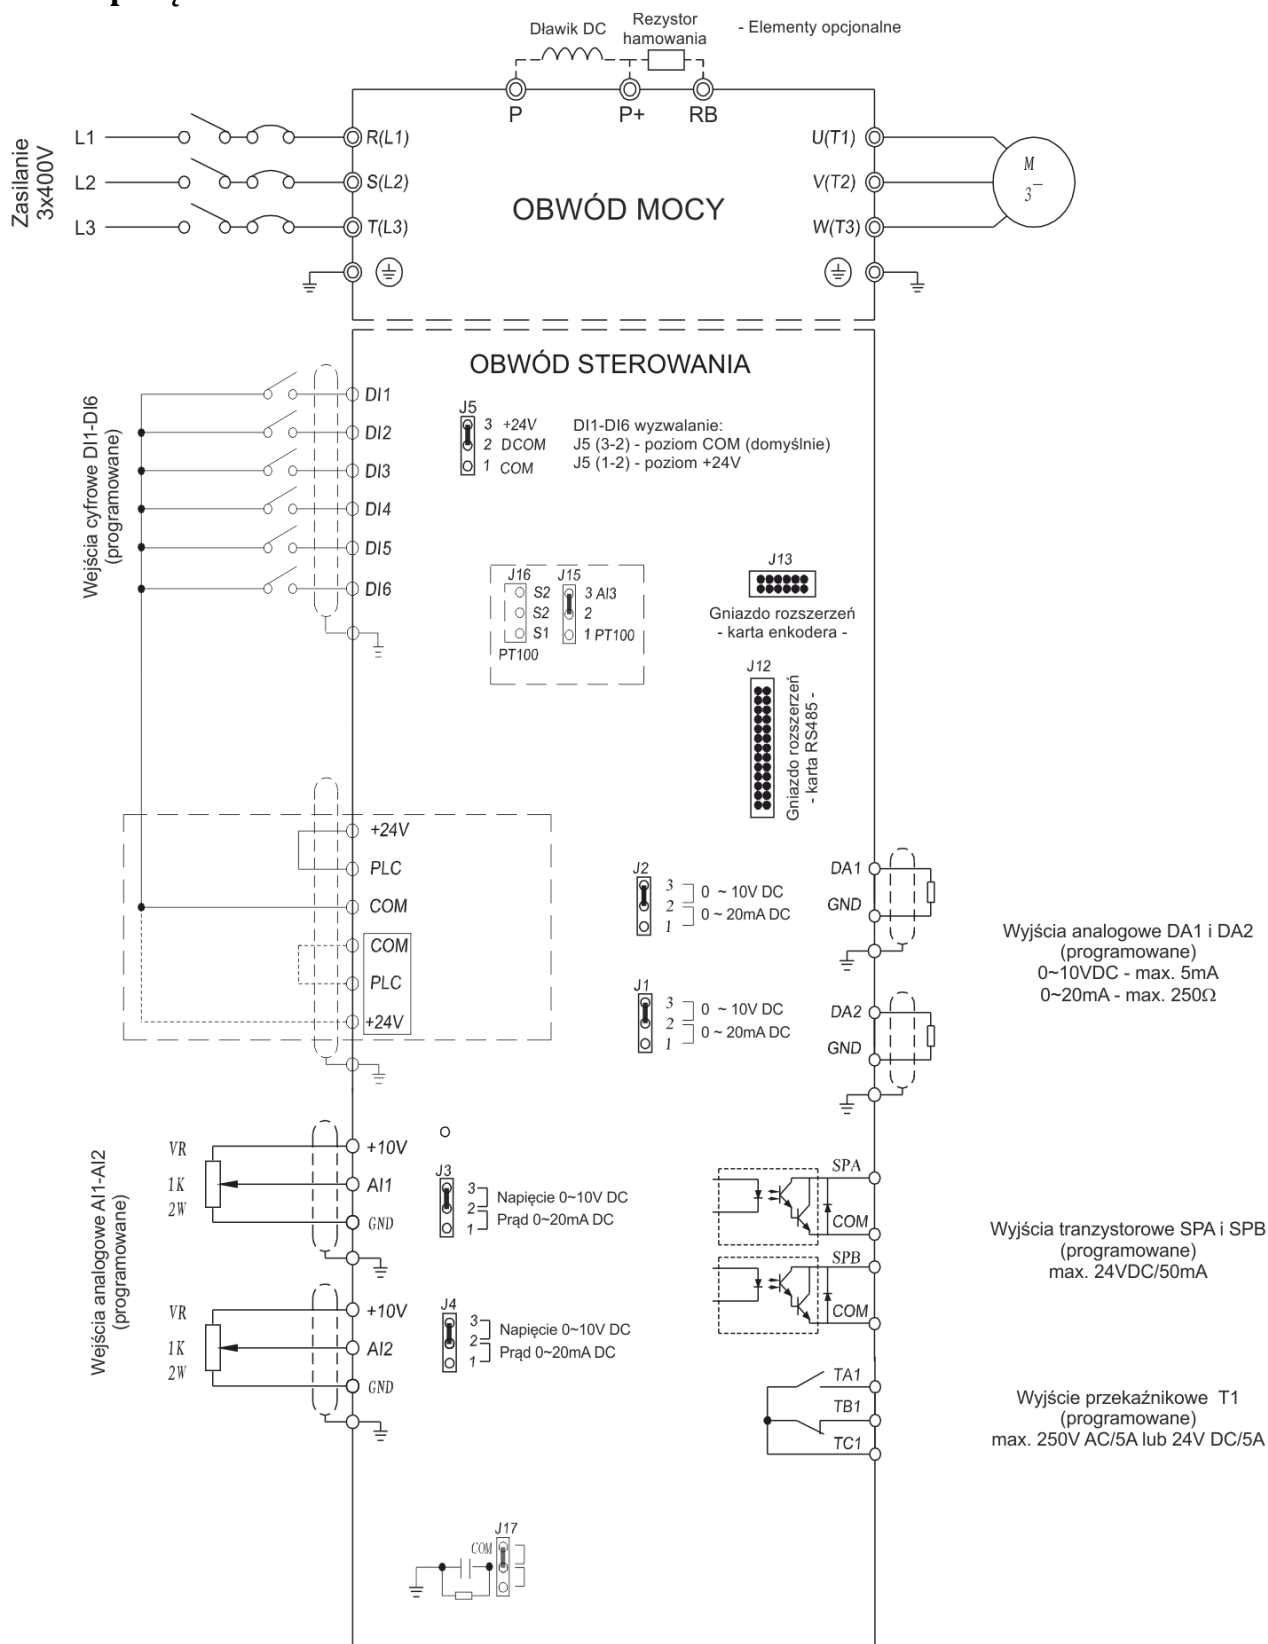 Dławik DC
Rezystor
hamowania
- Elementy opcjonalne
P
P+
RB
Zasilanie
3x400V
L1
R(L1)
U(T1)
L2
S(L2)
V(T2)
L3
T(L3)
W(T3)
M
3~
OBWÓD MOCY
OBWÓD STEROWANIA
Wejścia cyfrowe DI1-DI6
(programowane)
DI1
DI2
DI3
DI4
DI5
DI6
J5
3 +24V
2 DCOM
1 COM
DI1-DI6 wyzwalanie:
J5 (3-2) - poziom COM (domyślnie)
J5 (1-2) - poziom +24V
J16
S2
S2
S1
PT100
J15
3 AI3
2
1 PT100
J13
Gniazdo rozszerzeń
- karta enkodera -
J12
Gniazdo rozszerzeń
- karta RS485 -
+24V
PLC
COM
COM
PLC
+24V
J2
3
2
1
0 ~ 10V DC
0 ~ 20mA DC
DA1
GND
J1
3
2
1
0 ~ 10V DC
0 ~ 20mA DC
DA2
GND
Wyjścia analogowe DA1 i DA2
(programowane)
0~10VDC - max. 5mA
0~20mA - max. 250Ω
Wejścia analogowe AI1-AI2
(programowane)
VR
1K
2W
+10V
AI1
GND
J3
3
2
1
Napięcie 0~10V DC
Prąd 0~20mA DC
VR
1K
2W
+10V
AI2
GND
J4
3
2
1
Napięcie 0~10V DC
Prąd 0~20mA DC
SPA
COM
SPB
COM
Wyjścia tranzystorowe SPA i SPB
(programowane)
max. 24VDC/50mA
TA1
TB1
TC1
Wyjście przekaźnikowe T1
(programowane)
max. 250V AC/5A lub 24V DC/5A
J17
COM